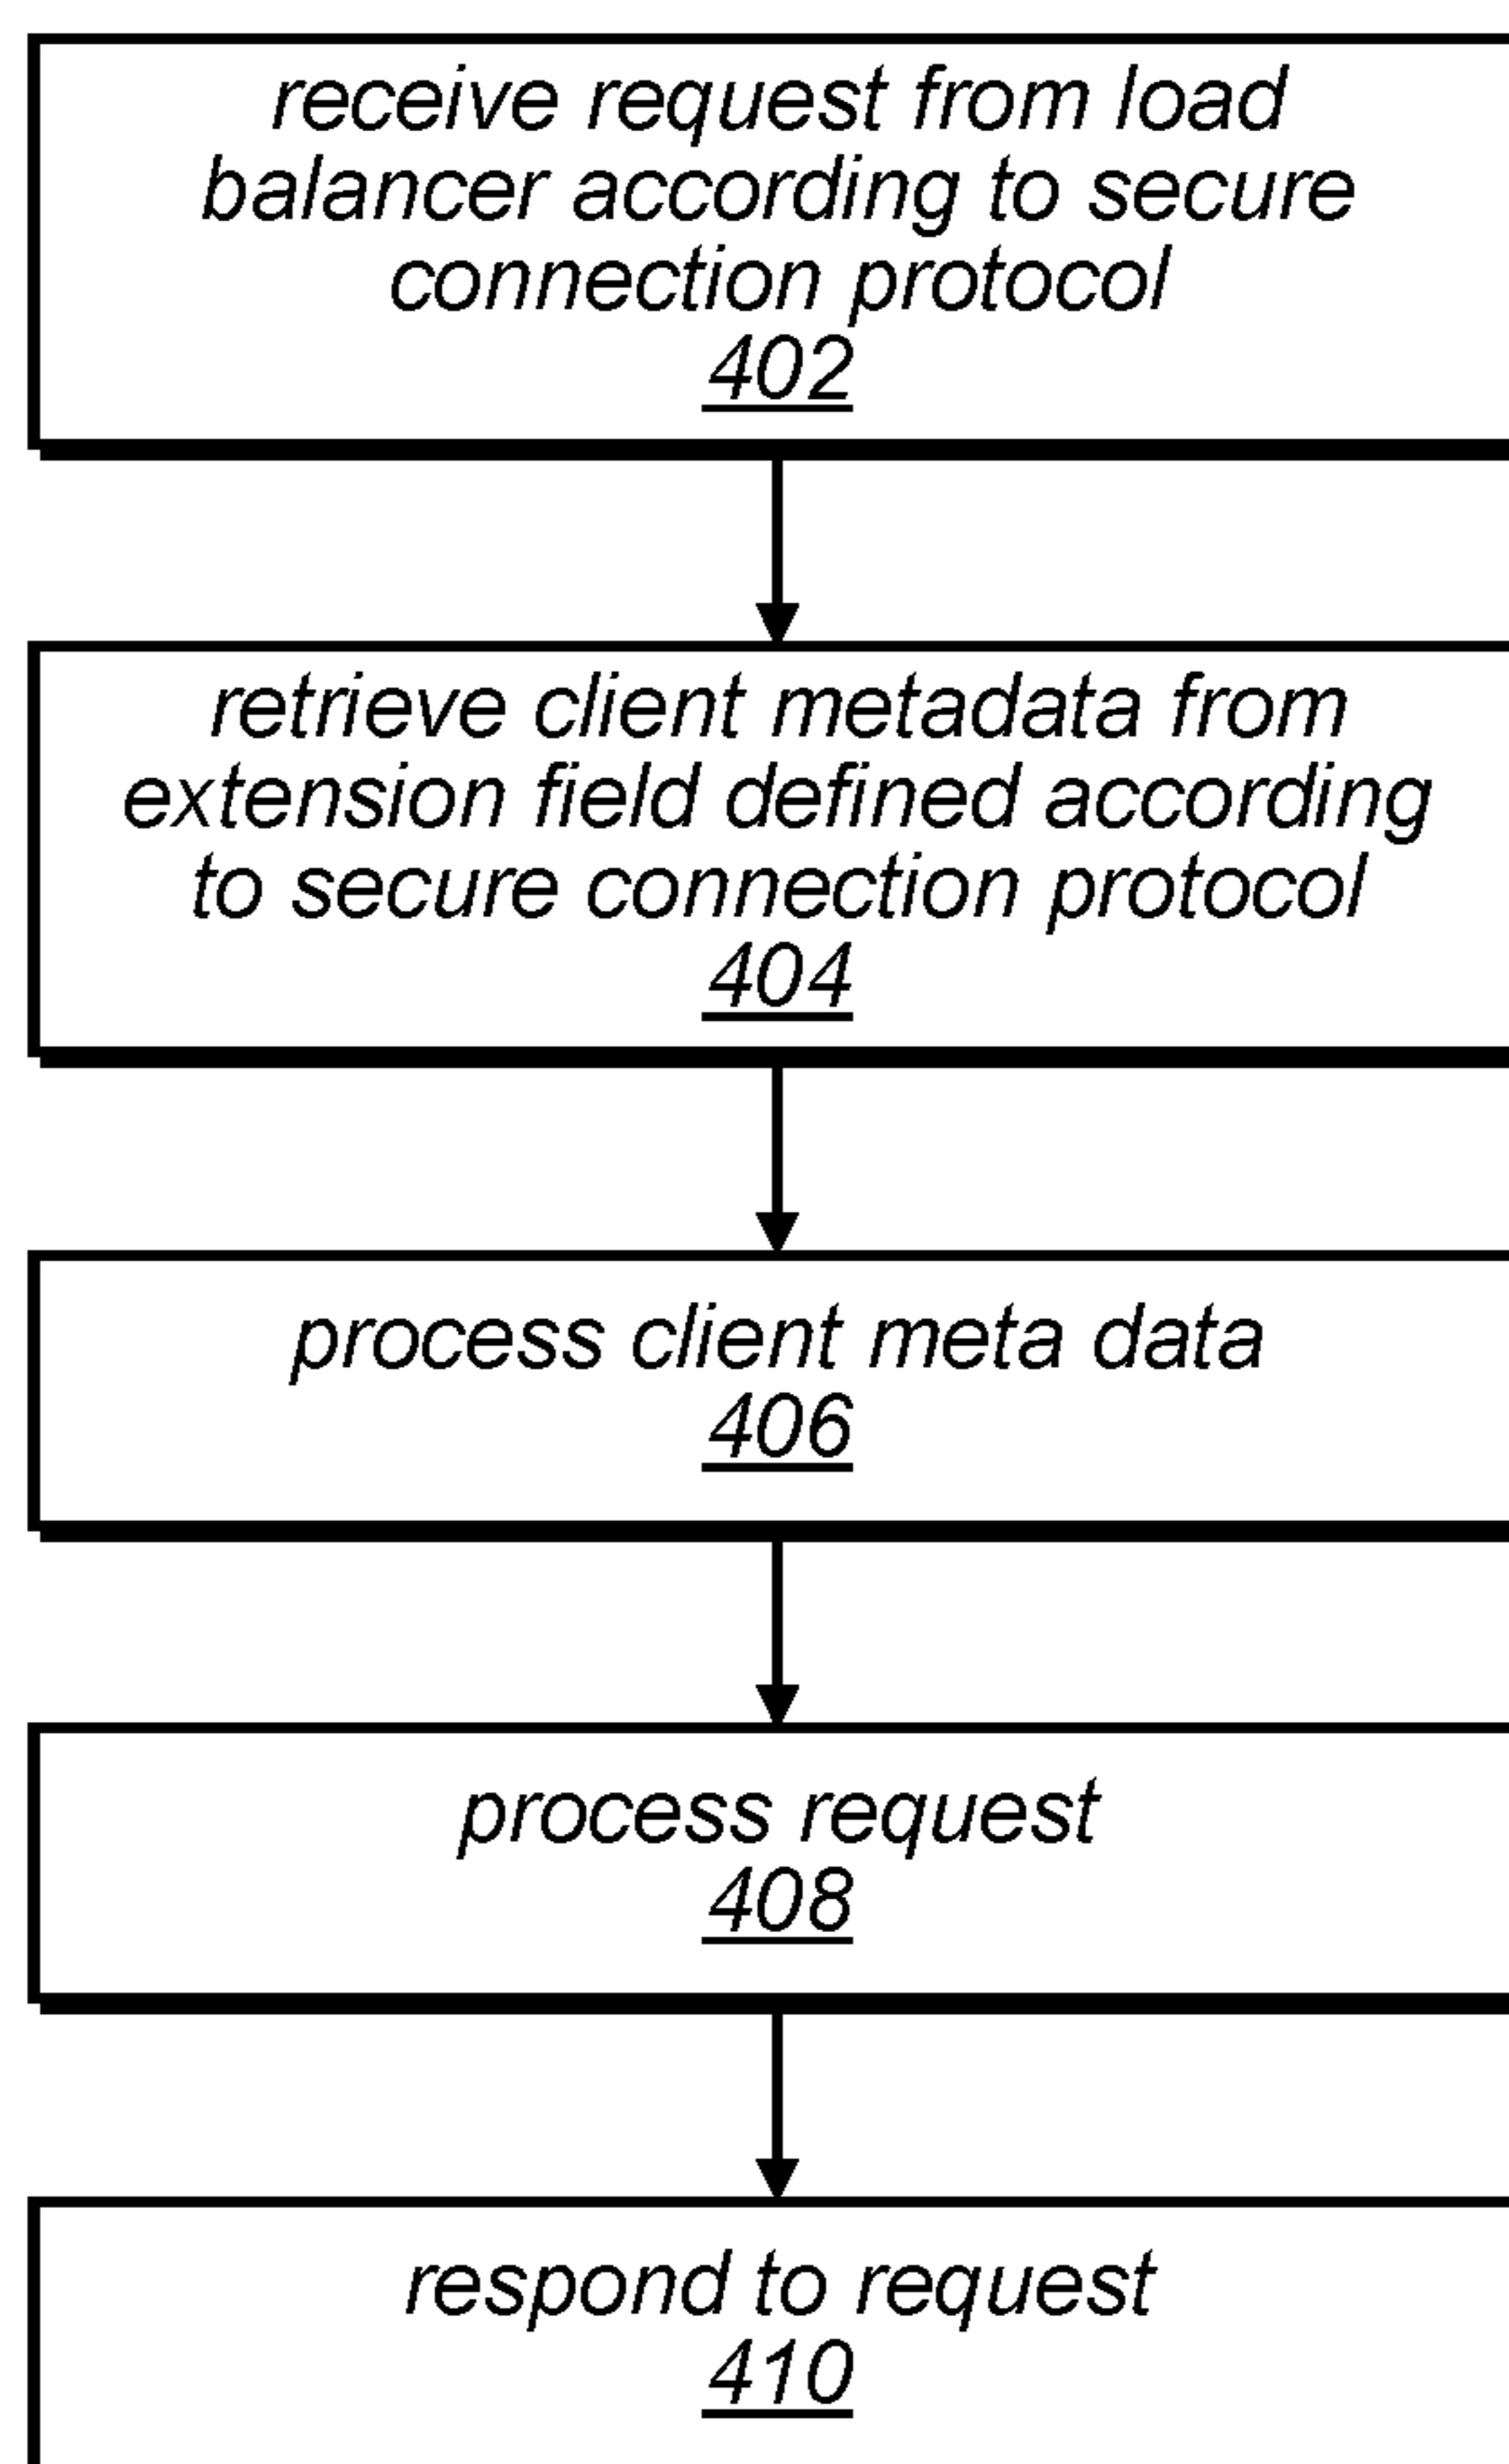 receive request from load
balancer according to secure
connection protocol
402
retrieve client metadata from
extension field defined according
to secure connection protocol
404
process client meta data
406
process request
408
respond to request
410